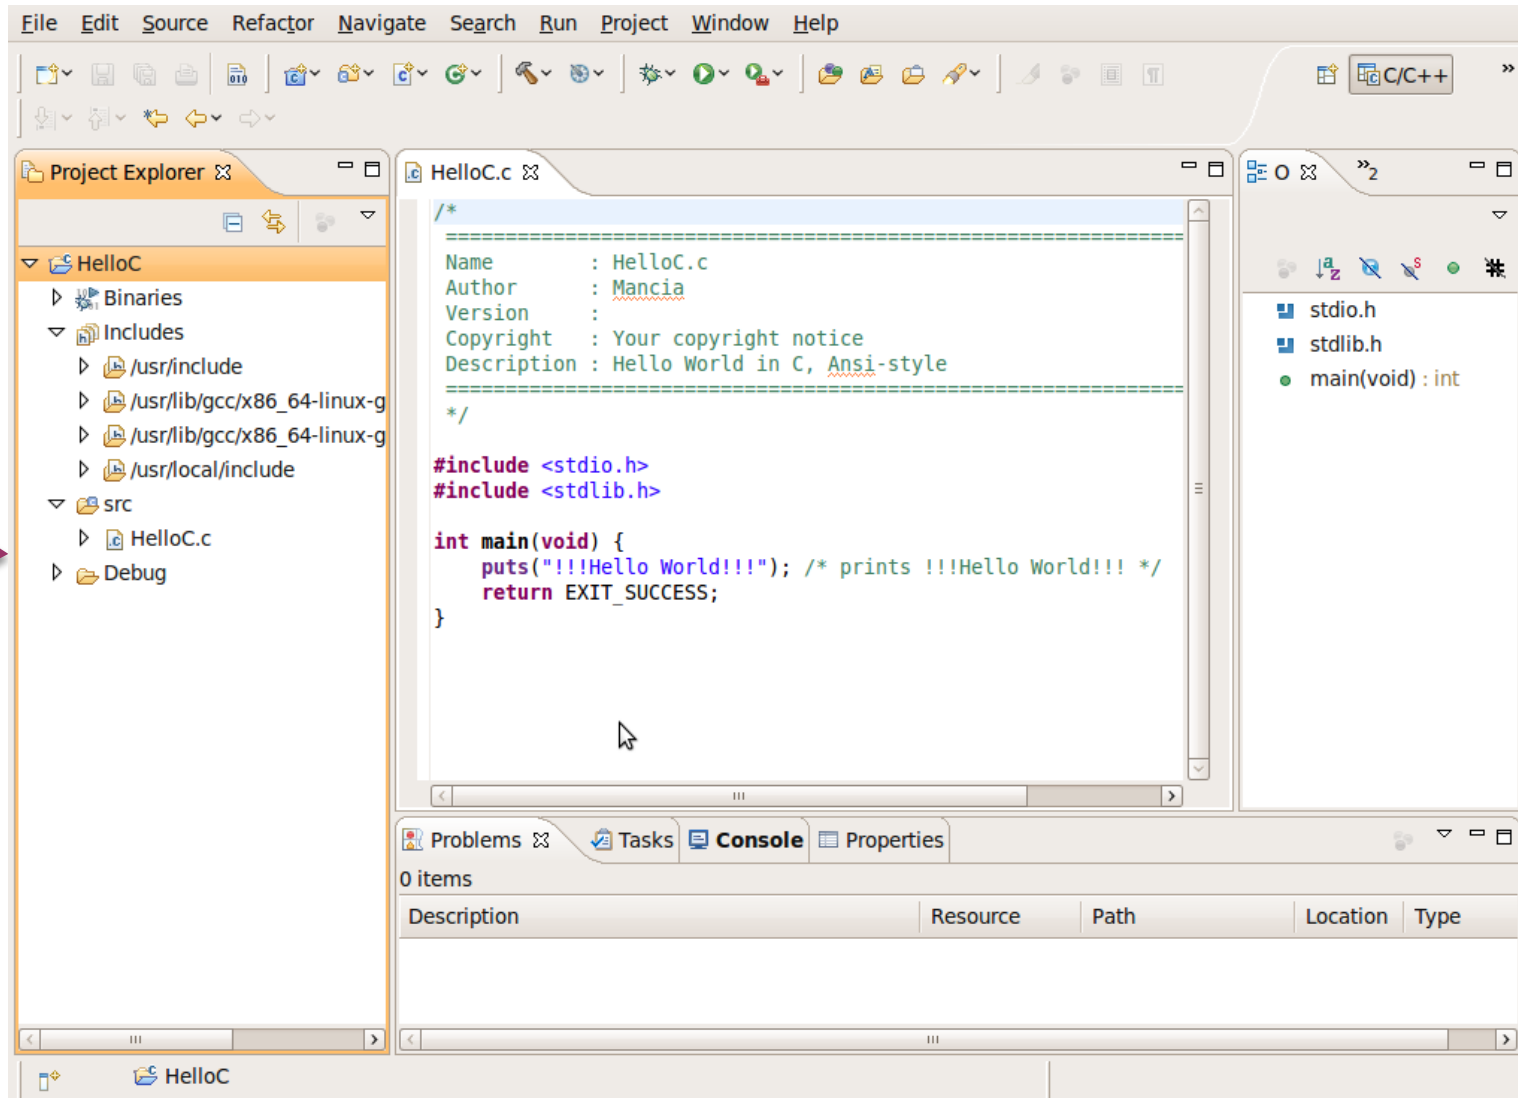 File Edit Source Refactor Navigate Search Run Project Window Help
C/C++
Project Explorer
HelloC
Binaries
Includes
/usr/include
/usr/lib/gcc/x86_64-linux-g
/usr/lib/gcc/x86_64-linux-g
/usr/local/include
src
HelloC.c
Debug
HelloC.c
/*
============================================================
Name        : HelloC.c
Author      : Mancia
Version     :
Copyright   : Your copyright notice
Description : Hello World in C, Ansi-style
============================================================
*/
#include <stdio.h>
#include <stdlib.h>
int main(void) {
puts("!!!Hello World!!!"); /* prints !!!Hello World!!! */
return EXIT_SUCCESS;
}
O »2
stdio.h
stdlib.h
main(void) : int
Problems Tasks Console Properties
0 items
Description Resource Path Location Type
HelloC